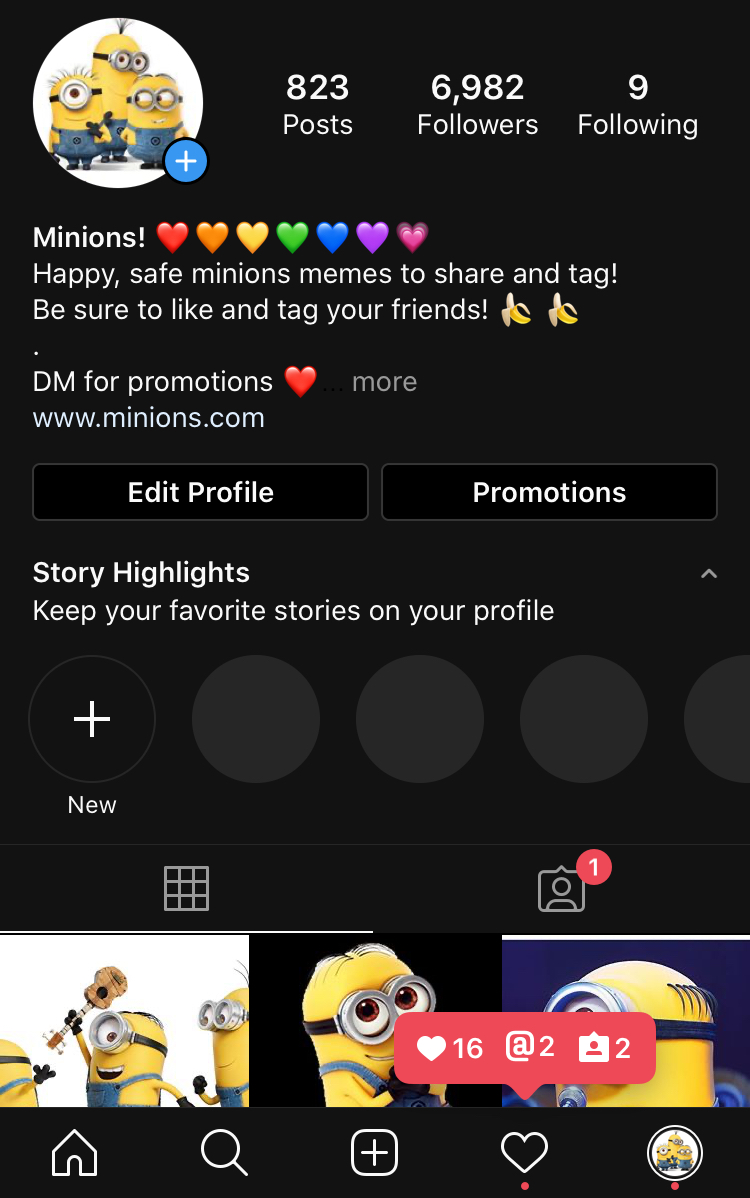 823
Posts
6,982
Followers
9
Following
Minions! ❤️🧡💛💚💙💜💗
Happy, safe minions memes to share and tag!
Be sure to like and tag your friends! 🍌 🍌
.
DM for promotions ❤️ ... more
www.minions.com
Edit Profile
Promotions
Story Highlights
Keep your favorite stories on your profile
New
1
16
@2
2